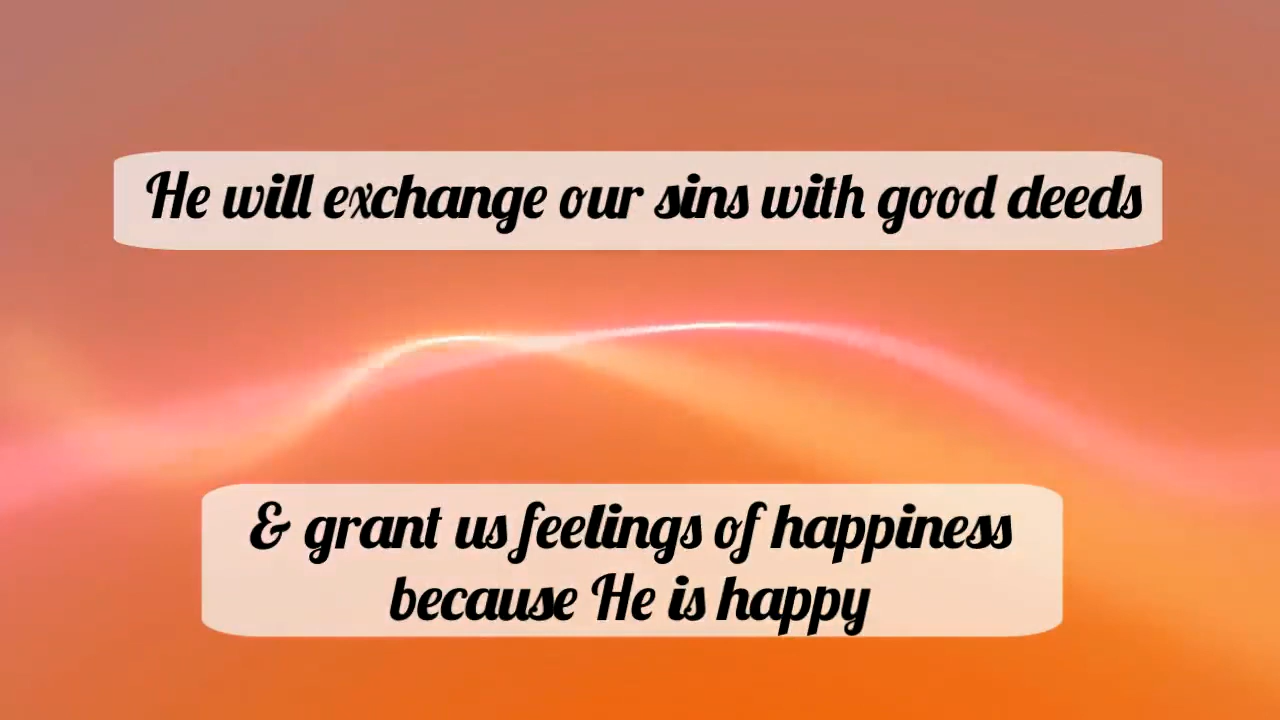 He will exchange our sins with good deeds
& grant us feelings of happiness
because He is happy